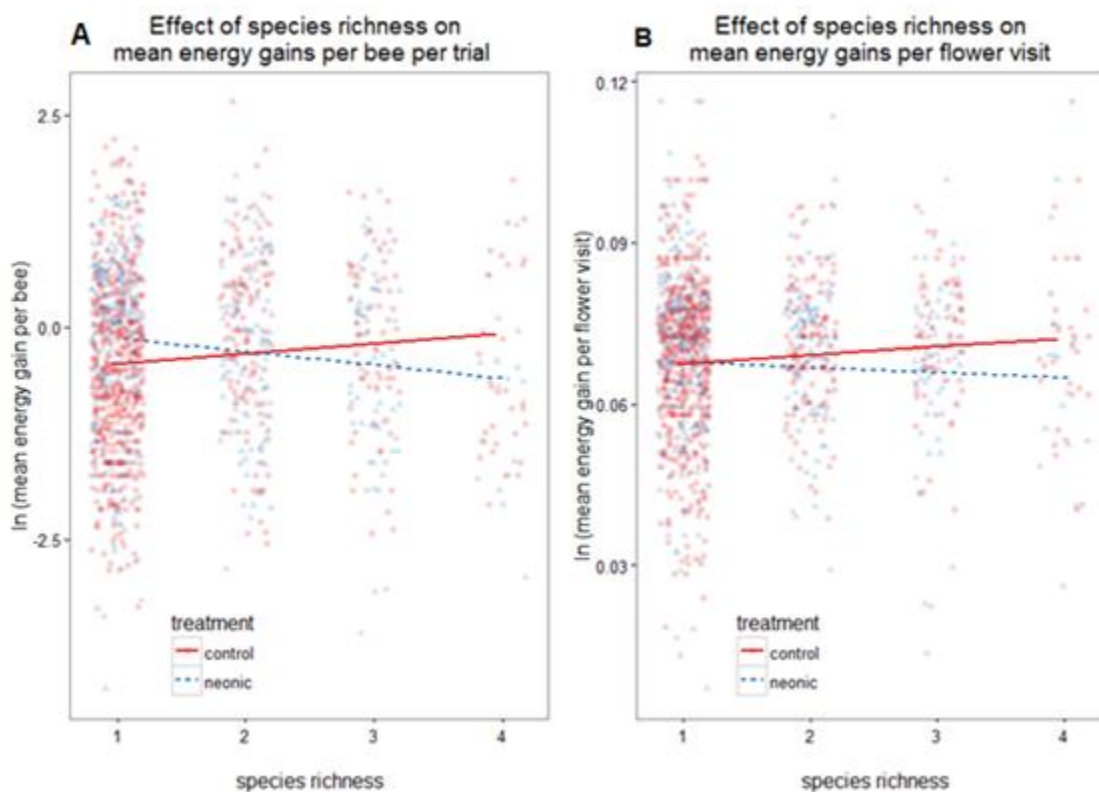 A
Effect of species richness on
mean energy gains per bee per trial
ln (mean energy gain per bee)
2.5
0.0
-2.5
treatment
control
neonic
1 2 3 4
species richness
B
Effect of species richness on
mean energy gains per flower visit
ln (mean energy gain per flower visit)
0.12
0.09
0.06
0.03
treatment
control
neonic
1 2 3 4
species richness